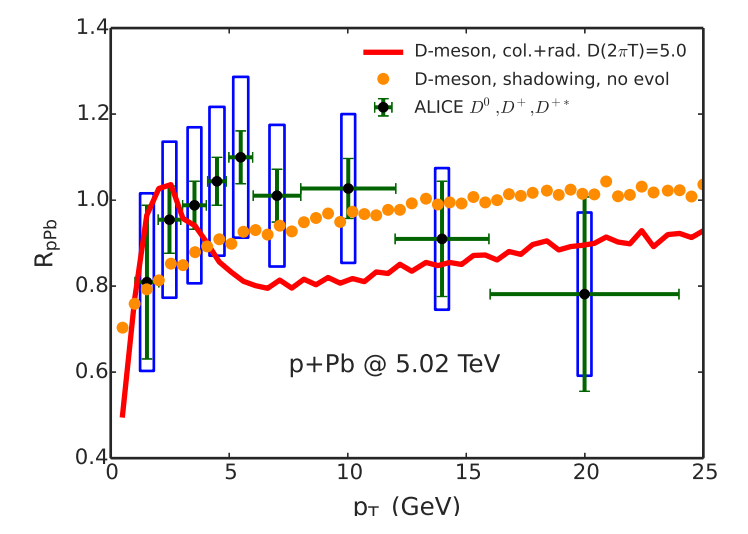 1.4
1.2
1.0
0.8
0.6
0.4
R_pPb
D-meson, col.+rad. D(2πT)=5.0
D-meson, shadowing, no evol
ALICE D^0 ,D^+ ,D^{+*}
p+Pb @ 5.02 TeV
0 5 10 15 20 25
p_T (GeV)